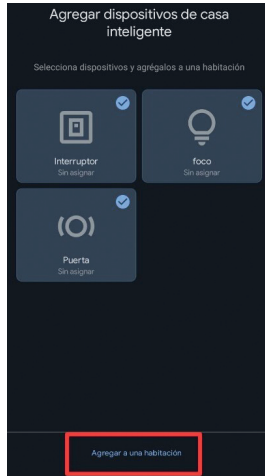 Agregar dispositivos de casa
inteligente
Selecciona dispositivos y agrégalos a una habitación
Interruptor
Sin asignar
foco
Sin asignar
Puerta
Sin asignar
Agregar a una habitación